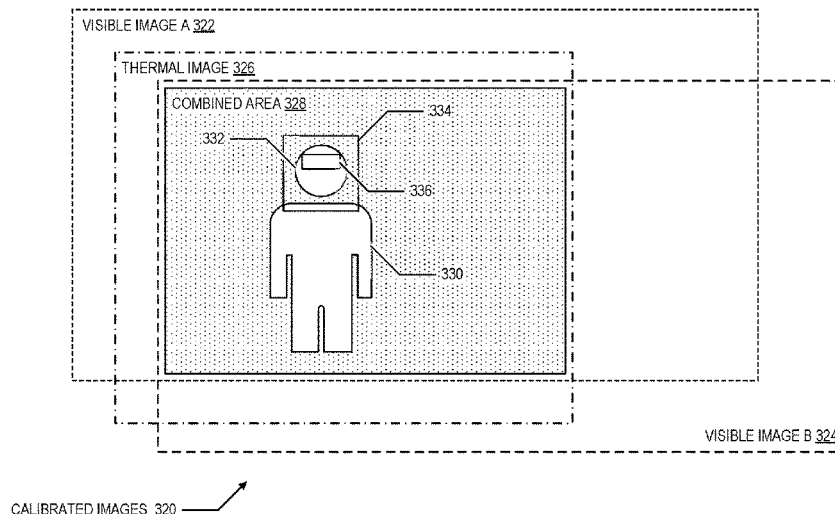 VISIBLE IMAGE A 322
THERMAL IMAGE 326
COMBINED AREA 328
334
332
336
330
VISIBLE IMAGE B 324
CALIBRATED IMAGES 320